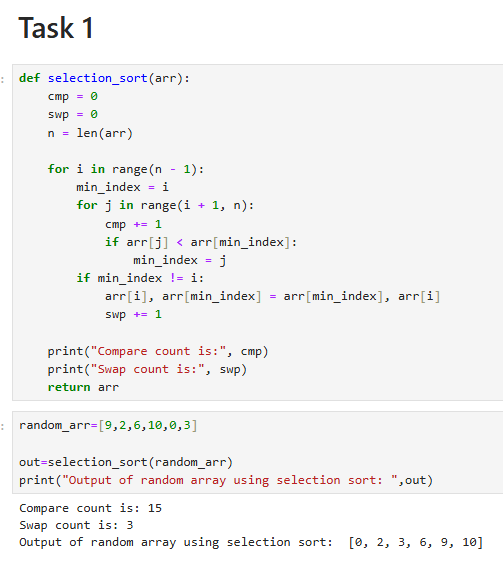 Task 1
def selection_sort(arr):
    cmp = 0
    swp = 0
    n = len(arr)

    for i in range(n - 1):
        min_index = i
        for j in range(i + 1, n):
            cmp += 1
            if arr[j] < arr[min_index]:
                min_index = j
        if min_index != i:
            arr[i], arr[min_index] = arr[min_index], arr[i]
            swp += 1

    print("Compare count is:", cmp)
    print("Swap count is:", swp)
    return arr
random_arr=[9,2,6,10,0,3]

out=selection_sort(random_arr)
print("Output of random array using selection sort: ",out)
Compare count is: 15
Swap count is: 3
Output of random array using selection sort:  [0, 2, 3, 6, 9, 10]